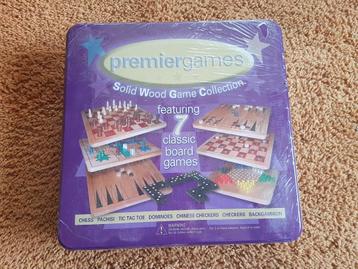 premiergames
Solid Wood Game Collection
featuring
7
classic
board
games
CHESS PACHISI TIC TAC TOE DOMINOES CHINESE CHECKERS CHECKERS BACKGAMMON
WARNING: